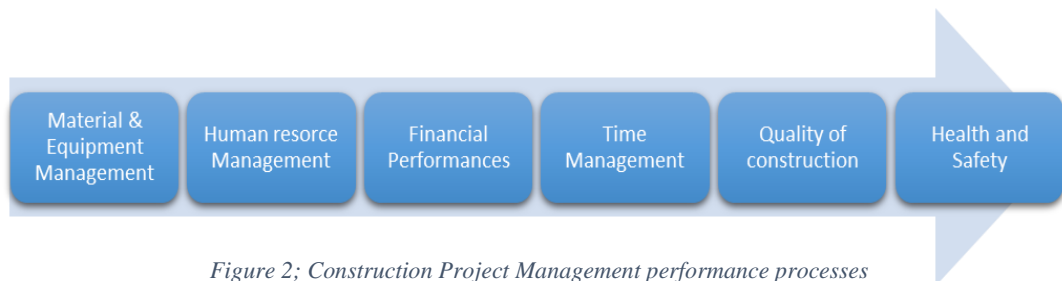 Material &
Equipment
Management
Human resorce
Management
Financial
Performances
Time
Management
Quality of
construction
Health and
Safety
Figure 2; Construction Project Management performance processes